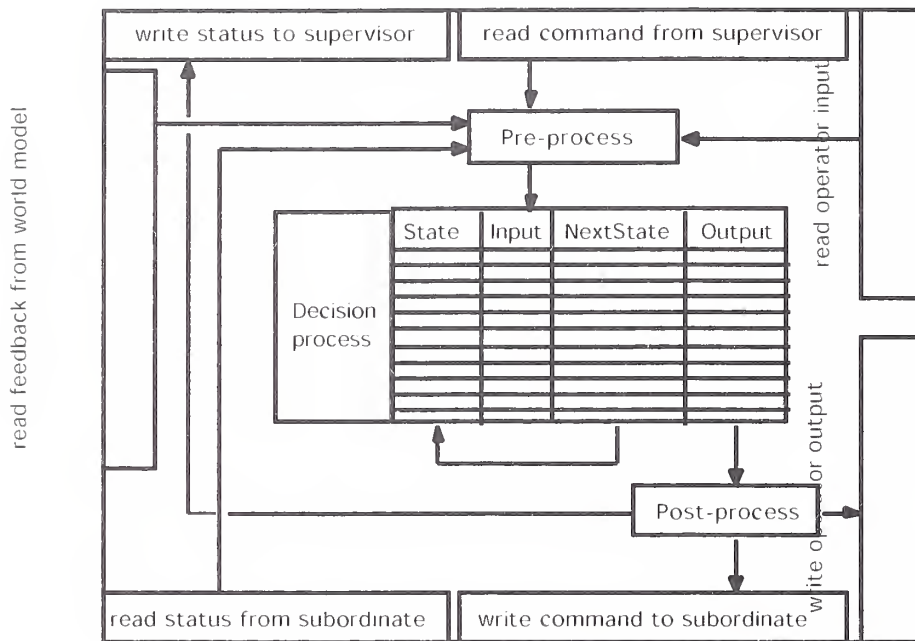 write status to supervisor
read command from supervisor
read feedback from world model
read operator input
Pre-process
State Input NextState Output
Decision
process
write operator output
Post-process
read status from subordinate
write command to subordinate